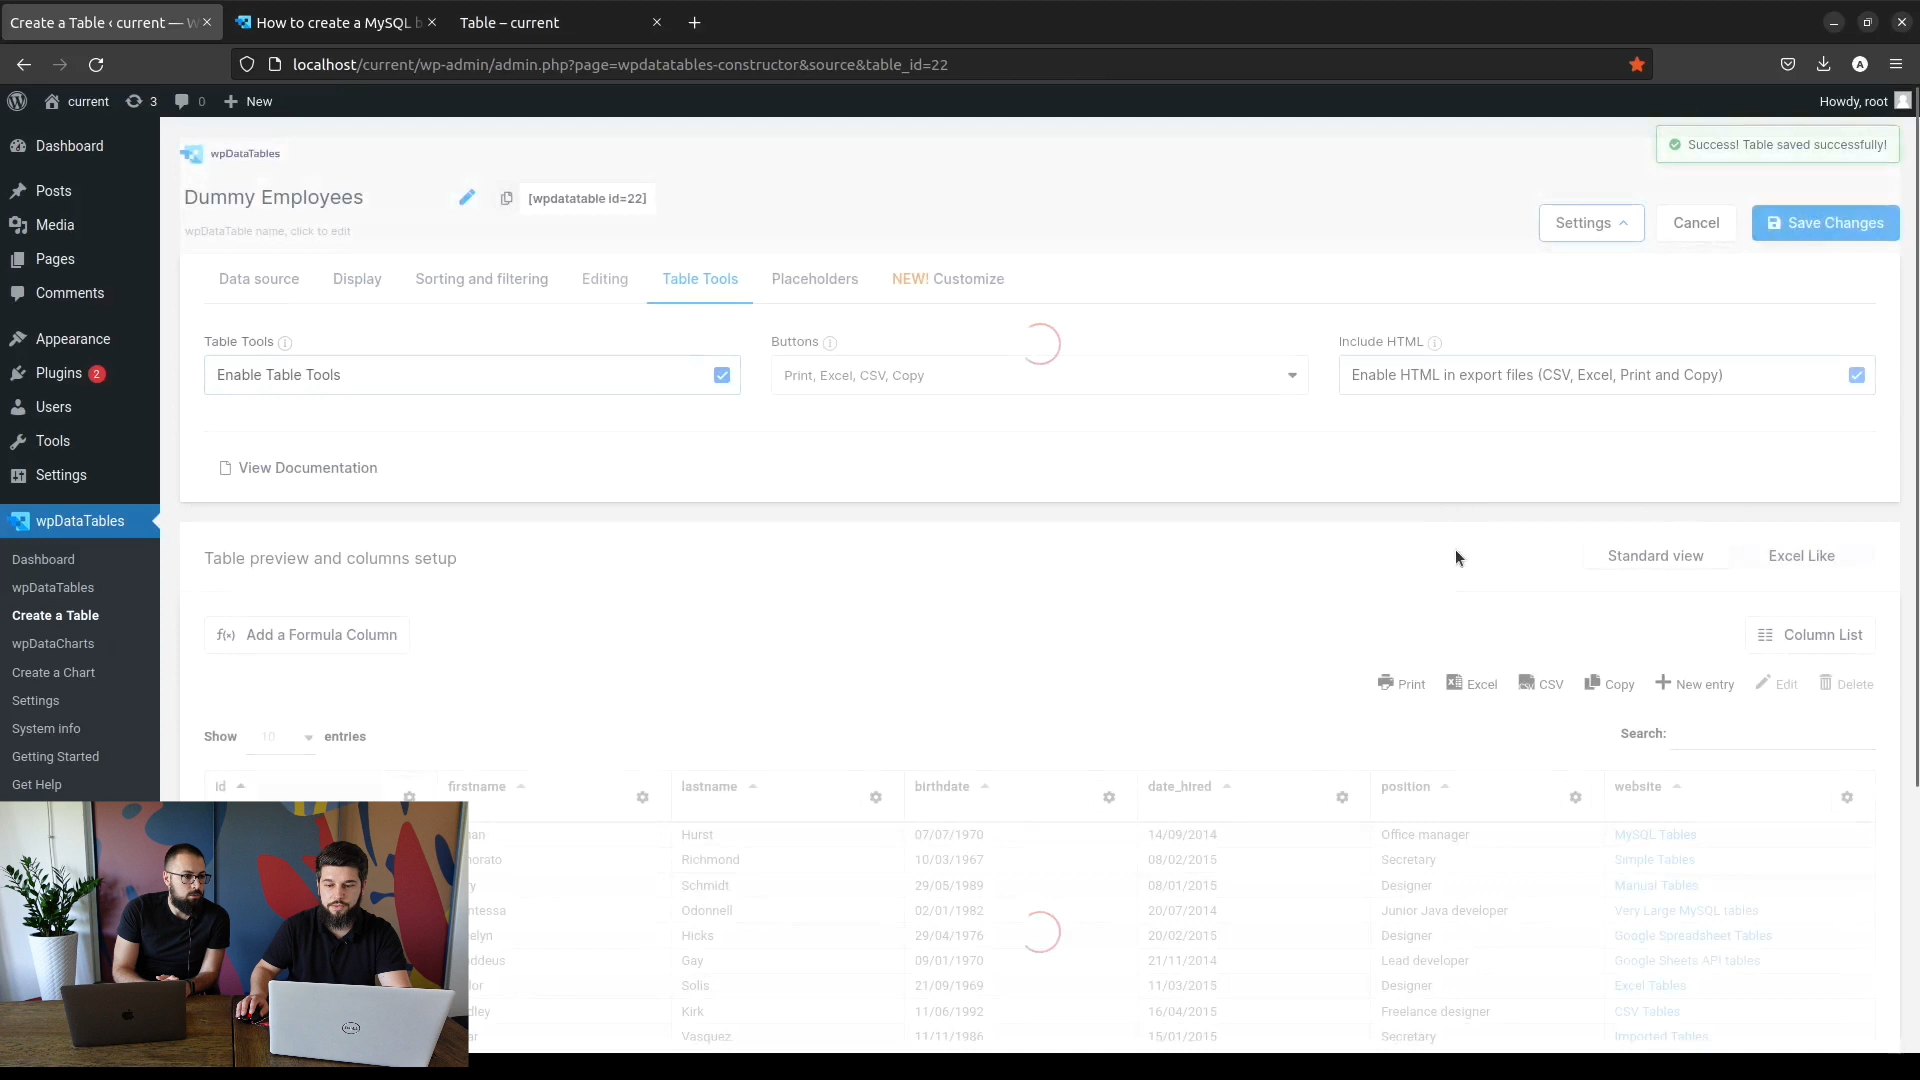 Create a Table ‹ current — W
How to create a MySQL b
Table – current
localhost/current/wp-admin/admin.php?page=wpdatatables-constructor&source&table_id=22
current
3
0
New
Howdy, root
Dashboard
Posts
Media
Pages
Comments
Appearance
Plugins 2
Users
Tools
Settings
wpDataTables
Dashboard
wpDataTables
Create a Table
wpDataCharts
Create a Chart
Settings
System info
Getting Started
Get Help
wpDataTables
Success! Table saved successfully!
Dummy Employees
[wpdatatable id=22]
wpDataTable name, click to edit
Settings
Cancel
Save Changes
Data source
Display
Sorting and filtering
Editing
Table Tools
Placeholders
NEW! Customize
Table Tools
Buttons
Include HTML
Enable Table Tools
Print, Excel, CSV, Copy
Enable HTML in export files (CSV, Excel, Print and Copy)
View Documentation
Table preview and columns setup
Standard view
Excel Like
f(x) Add a Formula Column
Column List
Print
Excel
CSV
Copy
New entry
Edit
Delete
Show 10 entries
Search:
id firstname lastname birthdate date_hired position website
Hurst 07/07/1970 14/09/2014 Office manager MySQL Tables
Richmond 10/03/1967 08/02/2015 Secretary Simple Tables
Schmidt 29/05/1989 08/01/2015 Designer Manual Tables
Odonnell 02/01/1982 20/07/2014 Junior Java developer Very Large MySQL tables
Hicks 29/04/1976 20/02/2015 Designer Google Spreadsheet Tables
Gay 09/01/1970 21/11/2014 Lead developer Google Sheets API tables
Solis 21/09/1969 11/03/2015 Designer Excel Tables
Kirk 11/06/1992 16/04/2015 Freelance designer CSV Tables
Vasquez 11/11/1986 15/01/2015 Secretary Imported Tables
DELL